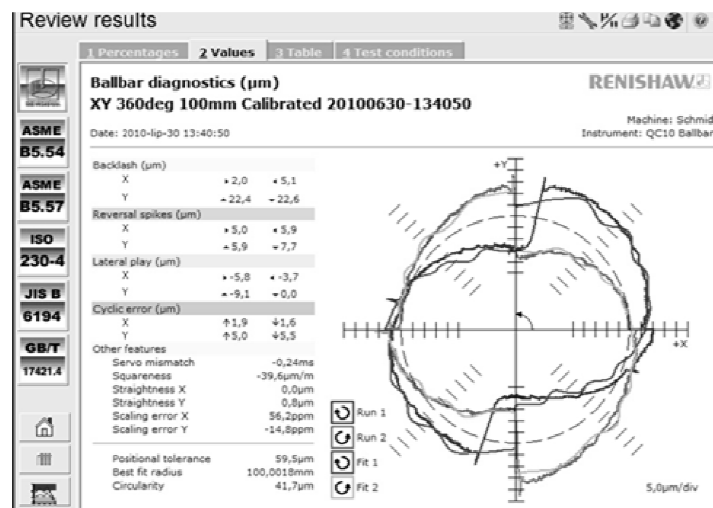 Review results
1 Percentages 2 Values 3 Table 4 Test conditions
Ballbar diagnostics (µm)
XY 360deg 100mm Calibrated 20100630-134050
RENISHAW
Date: 2010-lip-30 13:40:50
Machine: Schmid
Instrument: QC10 Ballbar
ASME
B5.54
ASME
B5.57
ISO
230-4
JIS B
6194
GB/T
17421.4
Backlash (µm)
X ▸ 2,0 ◂ 5,1
Y ▴ 22,4 ▾ 22,6
Reversal spikes (µm)
X ▸ 5,0 ◂ 5,9
Y ▴ 5,9 ▾ 7,7
Lateral play (µm)
X ▸ -5,8 ◂ -3,7
Y ▴ -9,1 ▾ 0,0
Cyclic error (µm)
X ↑1,9 ↓1,6
Y ↑5,0 ↓5,5
Other features
Servo mismatch -0,24ms
Squareness -39,6µm/m
Straightness X 0,0µm
Straightness Y 0,8µm
Scaling error X 56,2ppm
Scaling error Y -14,8ppm
Positional tolerance 59,5µm
Best fit radius 100,0018mm
Circularity 41,7µm
Run 1
Run 2
Fit 1
Fit 2
+Y
+X
5,0µm/div